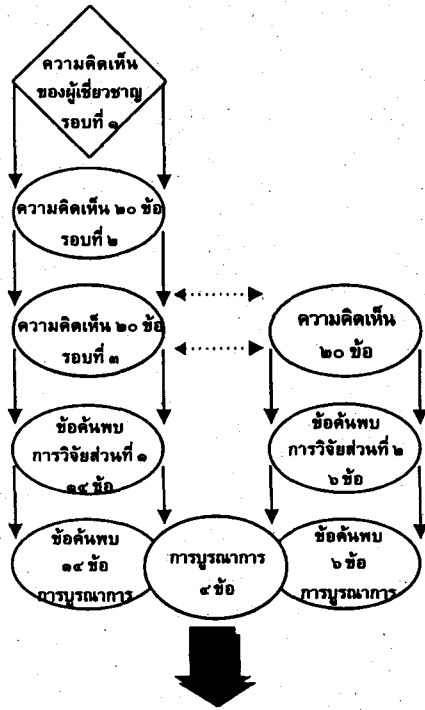 ความคิดเห็น
ของผู้เชี่ยวชาญ
รอบที่ ๑
ความคิดเห็น ๒๐ ข้อ
รอบที่ ๒
ความคิดเห็น ๒๐ ข้อ
รอบที่ ๓
ความคิดเห็น
๒๐ ข้อ
ข้อค้นพบ
การวิจัยส่วนที่ ๑
๑๔ ข้อ
ข้อค้นพบ
การวิจัยส่วนที่ ๒
๖ ข้อ
ข้อค้นพบ
๑๔ ข้อ
การบูรณาการ
การบูรณาการ
๔ ข้อ
ข้อค้นพบ
๖ ข้อ
การบูรณาการ